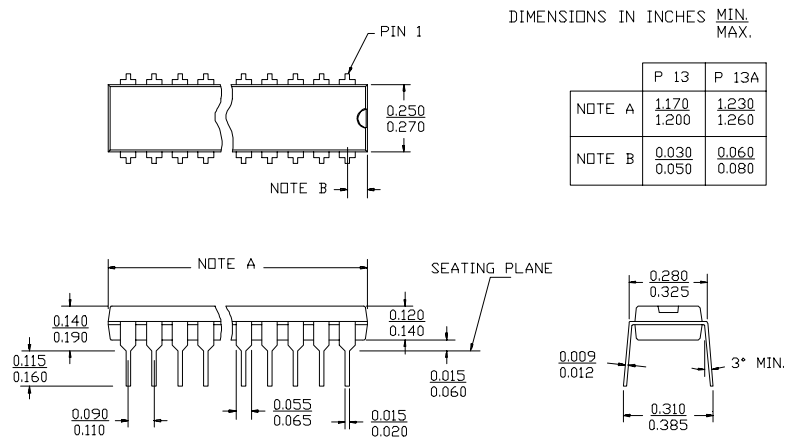 DIMENSIONS IN INCHES MIN.
MAX.
PIN 1
P 13 P 13A
NOTE A 1.170 1.230
1.200 1.260
NOTE B 0.030 0.060
0.050 0.080
0.250
0.270
NOTE B
NOTE A
SEATING PLANE
0.280
0.325
0.140
0.190
0.120
0.140
0.115
0.160
0.015
0.060
0.009
0.012
3° MIN.
0.090
0.110
0.055
0.065
0.015
0.020
0.310
0.385